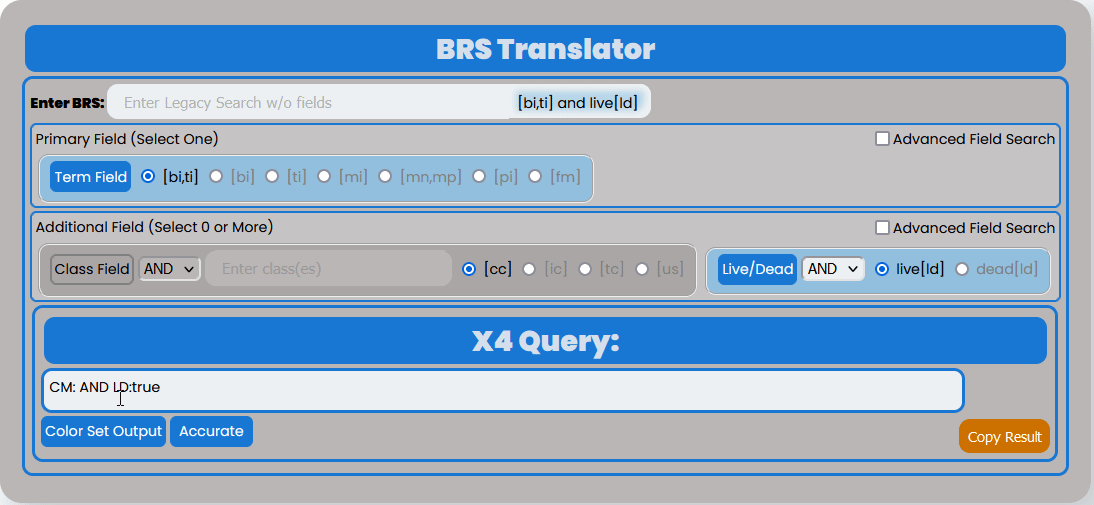 BRS Translator
Enter BRS: Enter Legacy Search w/o fields [bi,ti] and live[ld]
Primary Field (Select One) Advanced Field Search
Term Field [bi,ti] [bi] [ti] [mi] [mn,mp] [pi] [fm]
Additional Field (Select 0 or More) Advanced Field Search
Class Field AND Enter class(es) [cc] [ic] [tc] [us] Live/Dead AND live[ld] dead[ld]
X4 Query:
CM: AND LD:true
Color Set Output Accurate Copy Result